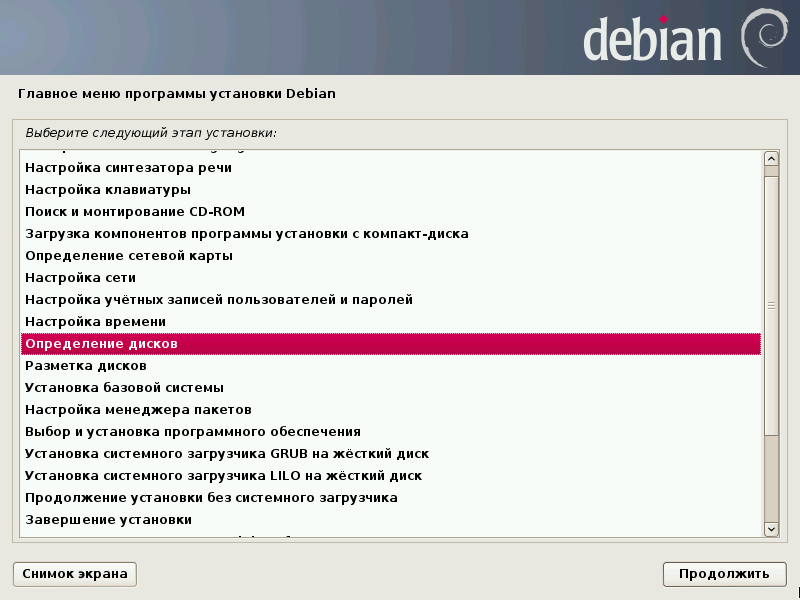 debian
Главное меню программы установки Debian
Выберите следующий этап установки:
Настройка синтезатора речи
Настройка клавиатуры
Поиск и монтирование CD-ROM
Загрузка компонентов программы установки с компакт-диска
Определение сетевой карты
Настройка сети
Настройка учётных записей пользователей и паролей
Настройка времени
Определение дисков
Разметка дисков
Установка базовой системы
Настройка менеджера пакетов
Выбор и установка программного обеспечения
Установка системного загрузчика GRUB на жёсткий диск
Установка системного загрузчика LILO на жёсткий диск
Продолжение установки без системного загрузчика
Завершение установки
Снимок экрана
Продолжить